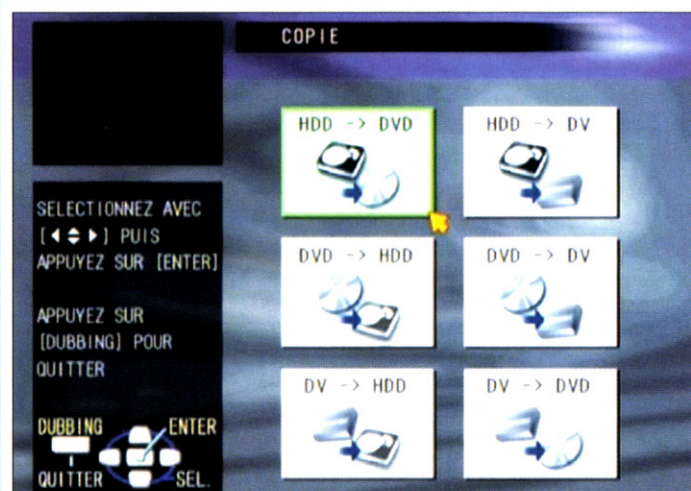 COPIE
HDD -> DVD
HDD -> DV
DVD -> HDD
DVD -> DV
DV -> HDD
DV -> DVD
SELECTIONNEZ AVEC
[◀ ⬍ ▶] PUIS
APPUYEZ SUR [ENTER]
APPUYEZ SUR
[DUBBING] POUR
QUITTER
DUBBING
ENTER
QUITTER
SEL.